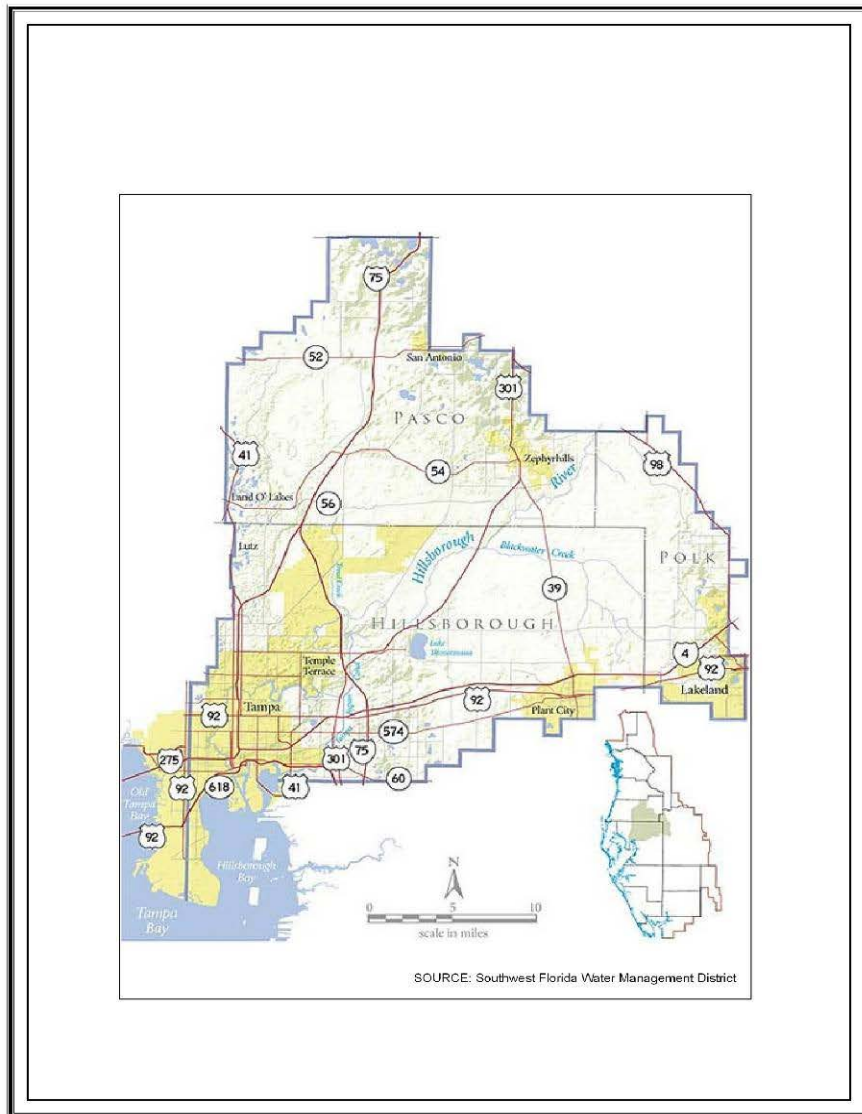 75
52
San Antonio
301
PASCO
41
98
54
Zephyrhills
River
Land O' Lakes
56
Lutz
Hillsborough
Blackwater Creek
POLK
39
HILLSBOROUGH
4
Temple
Terrace
92
92
Lakeland
92
Tampa
Plant City
574
275
301
75
60
92
618
41
Old
Tampa
Bay
92
Hillsborough
Bay
N
Tampa
Bay
0
5
10
scale in miles
SOURCE: Southwest Florida Water Management District